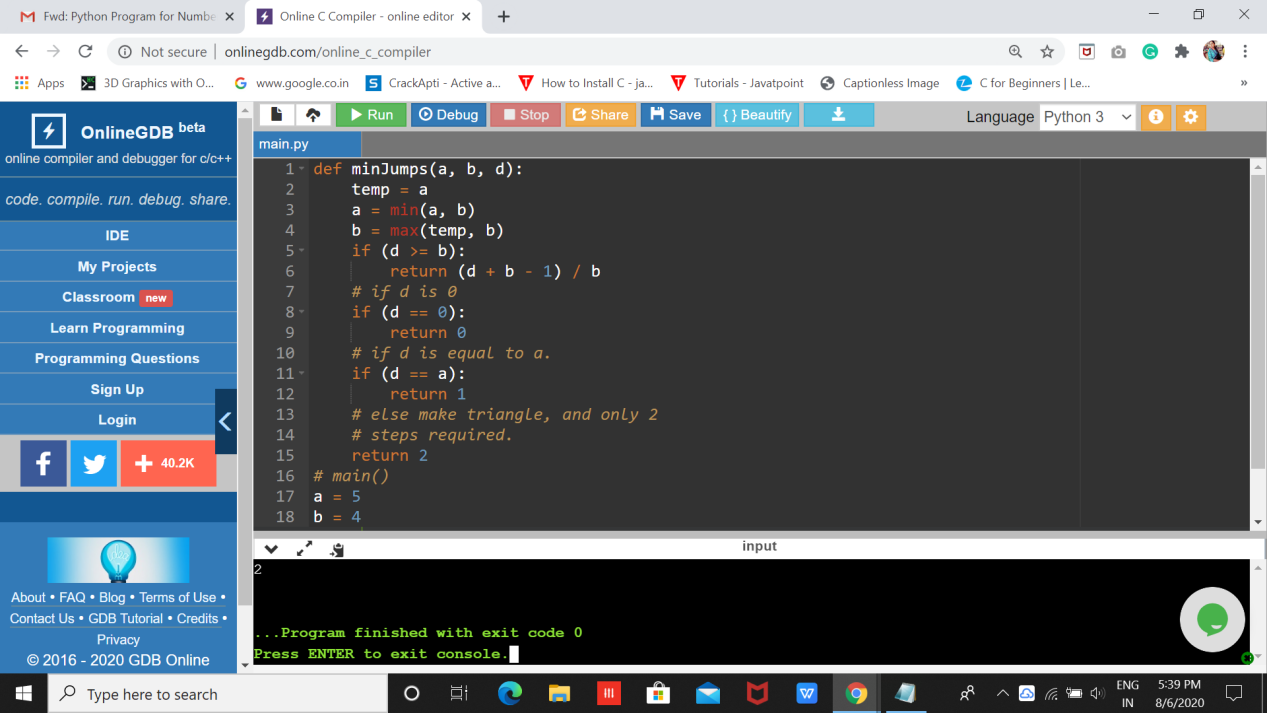 Fwd: Python Program for Numbe
Online C Compiler - online editor
Not secure | onlinegdb.com/online_c_compiler
Apps
3D Graphics with O...
www.google.co.in
CrackApti - Active a...
How to Install C - ja...
Tutorials - Javatpoint
Captionless Image
C for Beginners | Le...
»
OnlineGDB beta
online compiler and debugger for c/c++
code. compile. run. debug. share.
IDE
My Projects
Classroom new
Learn Programming
Programming Questions
Sign Up
Login
40.2K
About • FAQ • Blog • Terms of Use •
Contact Us • GDB Tutorial • Credits •
Privacy
© 2016 - 2020 GDB Online
Run
Debug
Stop
Share
Save
{ } Beautify
Language Python 3
main.py
1 def minJumps(a, b, d):
2     temp = a
3     a = min(a, b)
4     b = max(temp, b)
5     if (d >= b):
6         return (d + b - 1) / b
7     # if d is 0
8     if (d == 0):
9         return 0
10     # if d is equal to a.
11     if (d == a):
12         return 1
13     # else make triangle, and only 2
14     # steps required.
15     return 2
16 # main()
17 a = 5
18 b = 4
input
2
...Program finished with exit code 0
Press ENTER to exit console.
Type here to search
ENG
IN
5:39 PM
8/6/2020